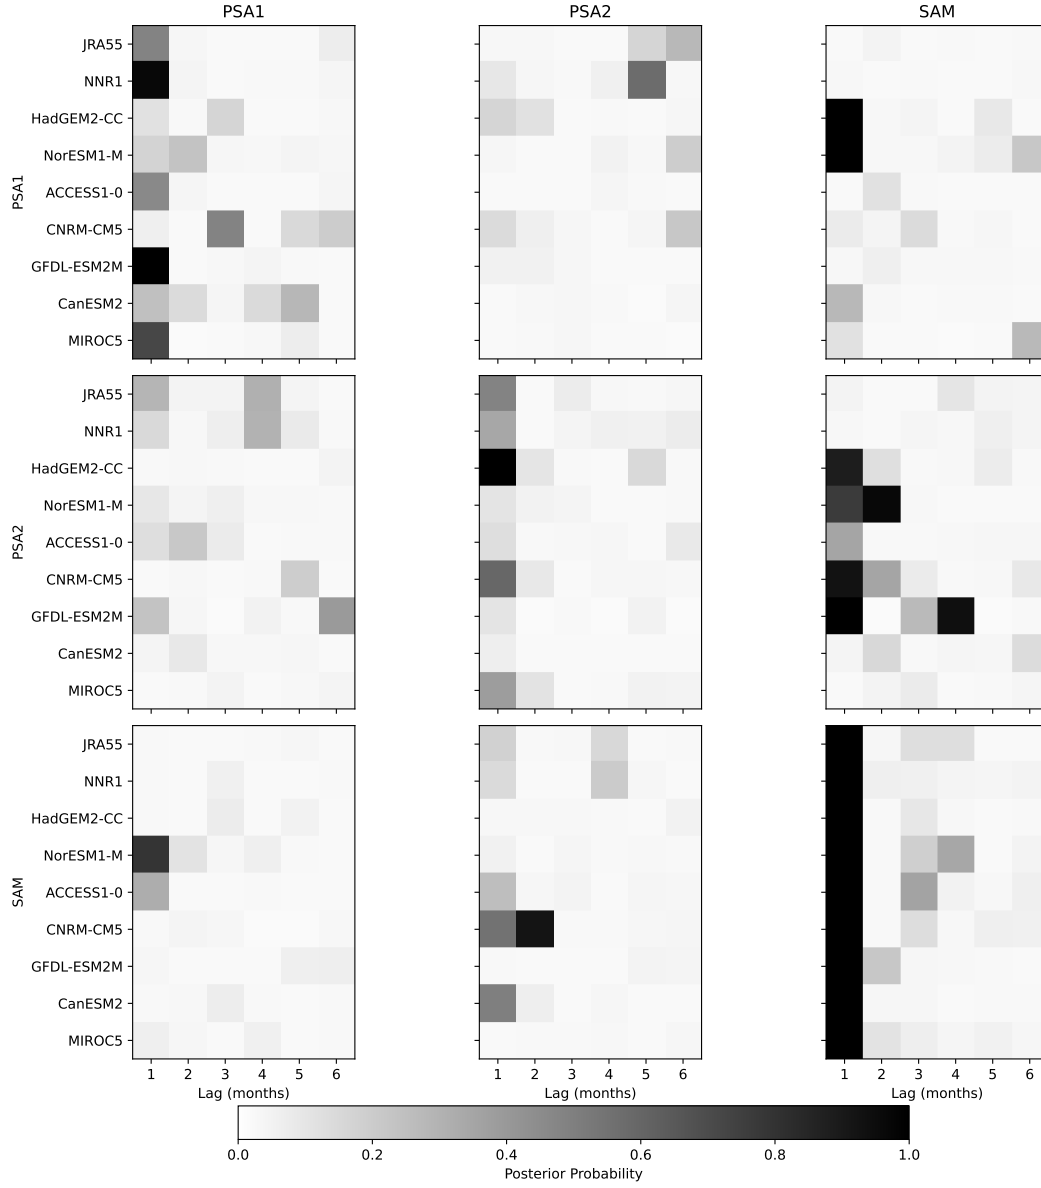 PSA1 PSA2 SAM
PSA1
JRA55
NNR1
HadGEM2-CC
NorESM1-M
ACCESS1-0
CNRM-CM5
GFDL-ESM2M
CanESM2
MIROC5
PSA2
JRA55
NNR1
HadGEM2-CC
NorESM1-M
ACCESS1-0
CNRM-CM5
GFDL-ESM2M
CanESM2
MIROC5
SAM
JRA55
NNR1
HadGEM2-CC
NorESM1-M
ACCESS1-0
CNRM-CM5
GFDL-ESM2M
CanESM2
MIROC5
1 2 3 4 5 6 1 2 3 4 5 6 1 2 3 4 5 6
Lag (months) Lag (months) Lag (months)
0.0 0.2 0.4 0.6 0.8 1.0
Posterior Probability